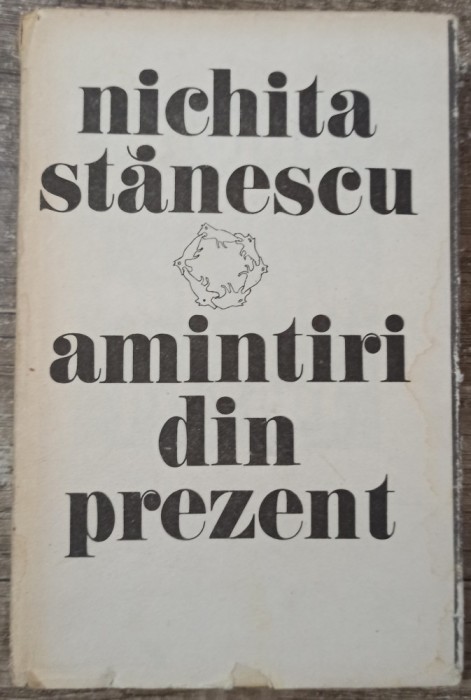 nichita
stănescu
amintiri
din
prezent